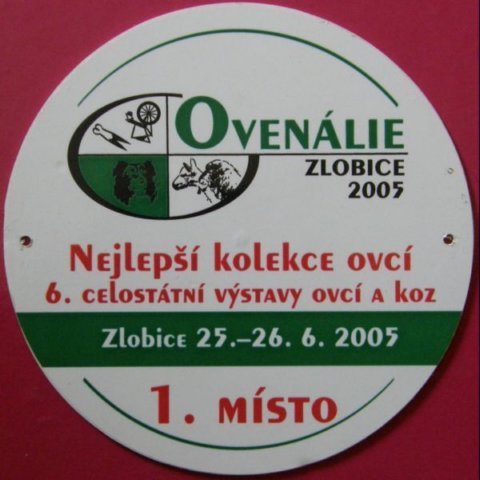 Ovenálie
Zlobice
2005
Nejlepší kolekce ovcí
6. celostátní výstavy ovcí a koz
Zlobice 25.–26. 6. 2005
1. místo